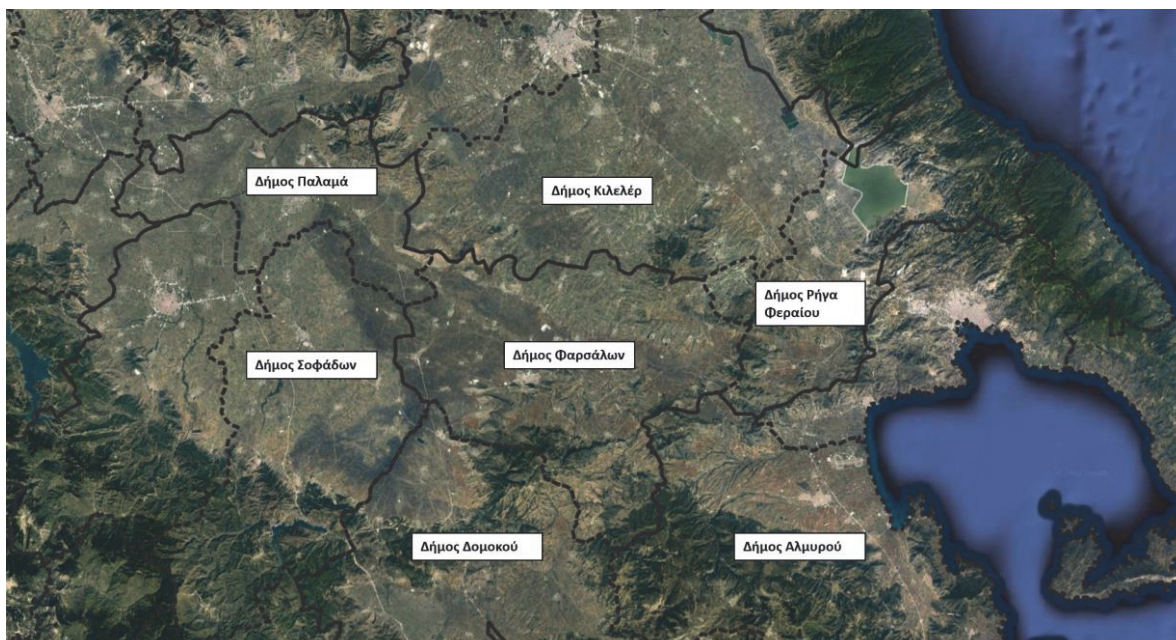 Δήμος Παλαμά
Δήμος Κιλελέρ
Δήμος Ρήγα
Φεραίου
Δήμος Σοφάδων
Δήμος Φαρσάλων
Δήμος Δομοκού
Δήμος Αλμυρού